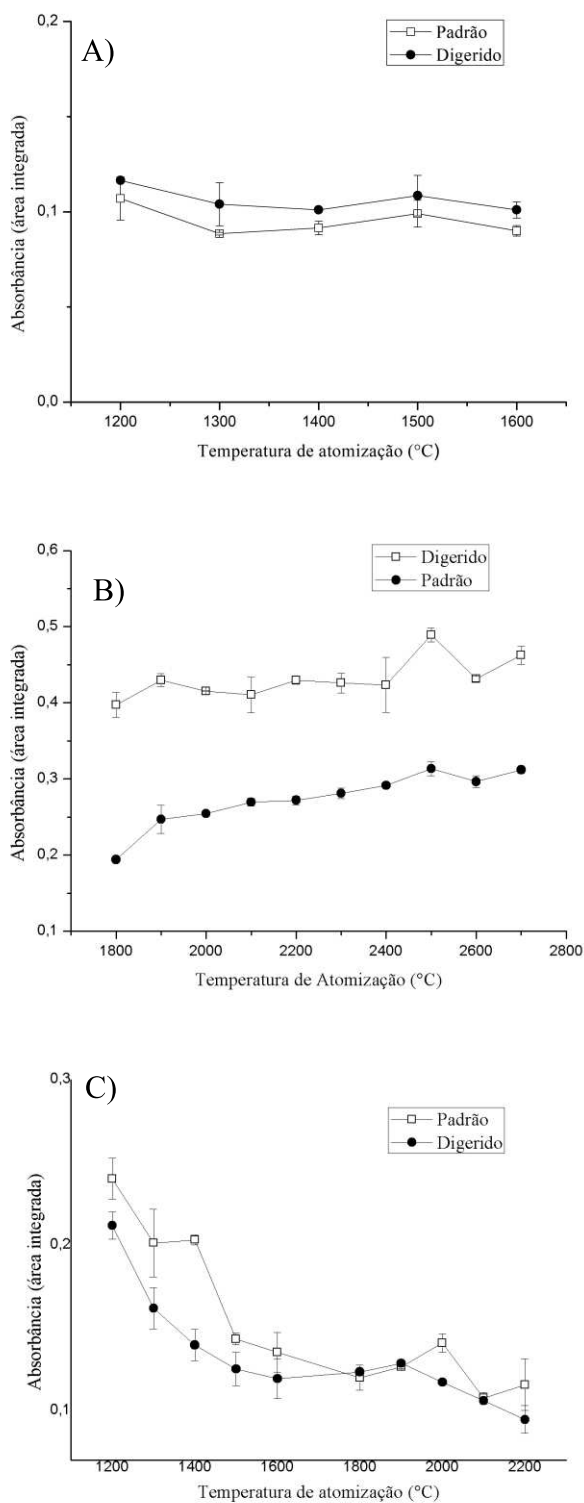 A)
Padrão
Digerido
Absorbância (área integrada)
0,2
0,1
0,0
1200 1300 1400 1500 1600
Temperatura de atomização (°C)
B)
Digerido
Padrão
Absorbância (área integrada)
0,6
0,5
0,4
0,3
0,2
0,1
1800 2000 2200 2400 2600 2800
Temperatura de Atomização (°C)
C)
Padrão
Digerido
Absorbância (área integrada)
0,3
0,2
0,1
1200 1400 1600 1800 2000 2200
Temperatura de atomização (°C)